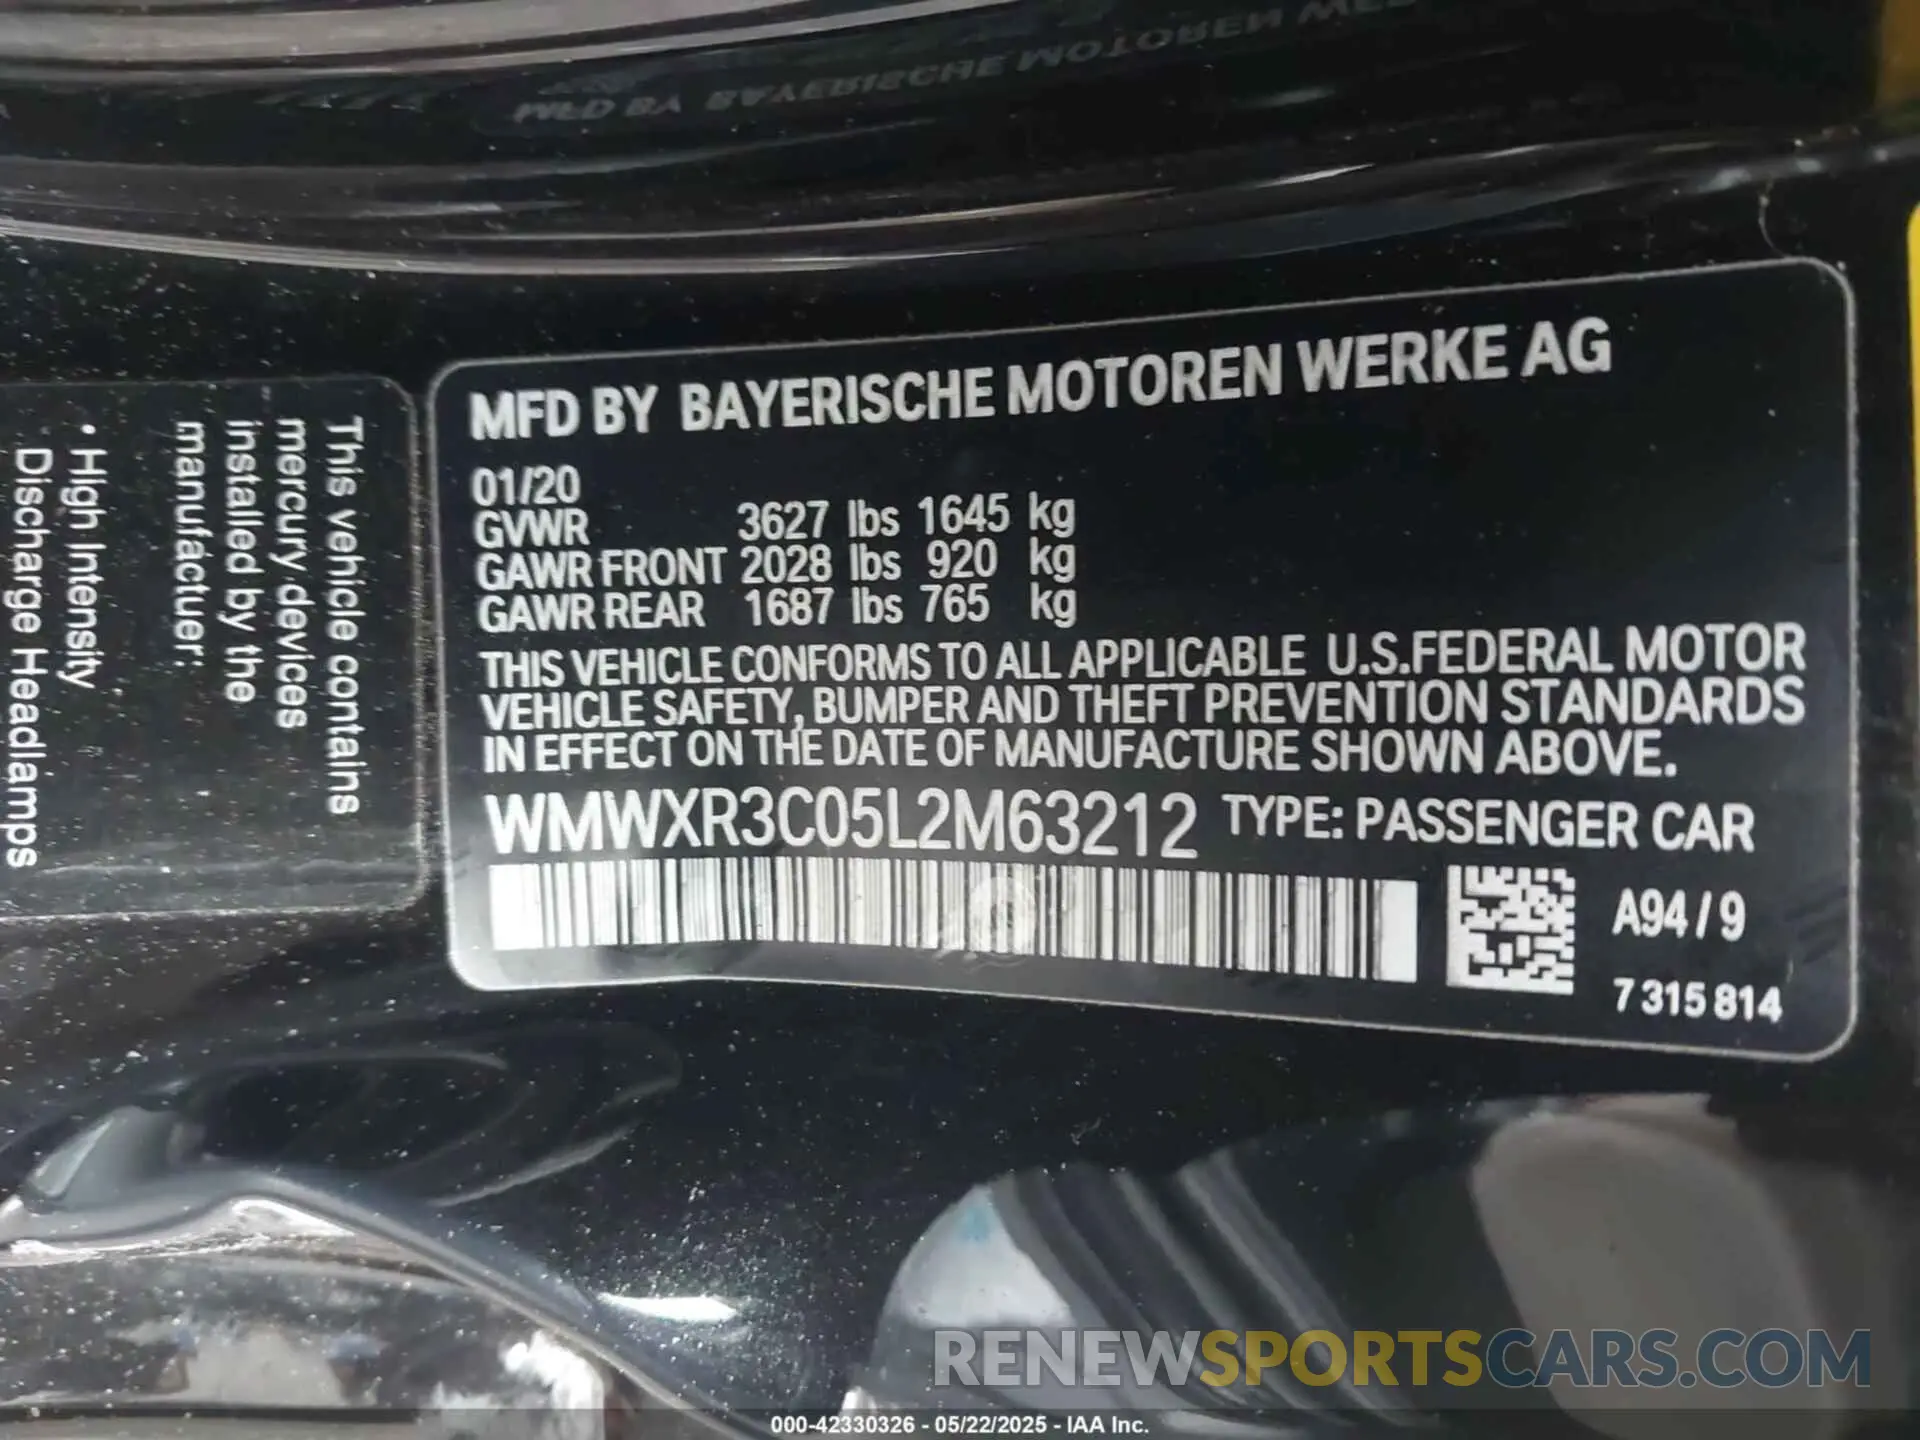 MFD BY BAYERISCHE MOTOREN WERKE AG
01/20
GVWR 3627 lbs 1645 kg
GAWR FRONT 2028 lbs 920 kg
GAWR REAR 1687 lbs 765 kg
THIS VEHICLE CONFORMS TO ALL APPLICABLE U.S.FEDERAL MOTOR
VEHICLE SAFETY, BUMPER AND THEFT PREVENTION STANDARDS
IN EFFECT ON THE DATE OF MANUFACTURE SHOWN ABOVE.
WMWXR3C05L2M63212 TYPE: PASSENGER CAR
A94/9
7 315 814
This vehicle contains
mercury devices
installed by the
manufacturer:
• High Intensity
Discharge Headlamps
MFD BY BAYERISCHE MOTOREN
RENEWSPORTSCARS.COM
000-42330326 - 05/22/2025 - IAA Inc.